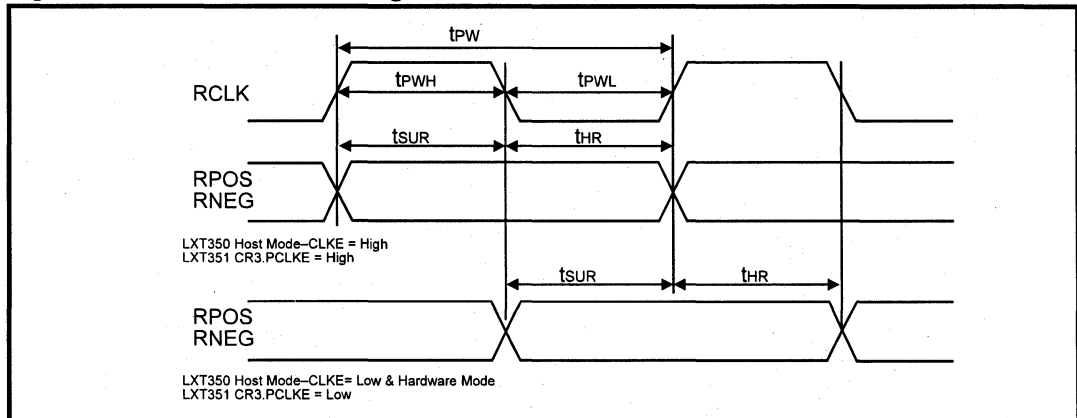 tPW
RCLK
tPWH
tPWL
tSUR
tHR
RPOS
RNEG
LXT350 Host Mode–CLKE = High
LXT351 CR3.PCLKE = High
tSUR
tHR
RPOS
RNEG
LXT350 Host Mode–CLKE= Low & Hardware Mode
LXT351 CR3.PCLKE = Low